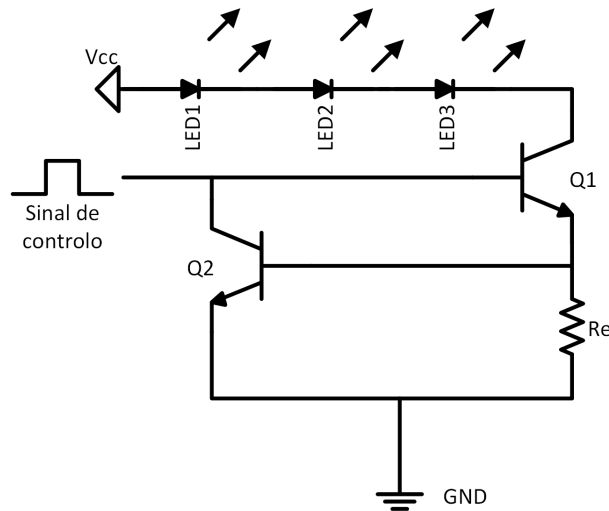 Vcc
LED1
LED2
LED3
Q1
Sinal de
controlo
Q2
Re
GND